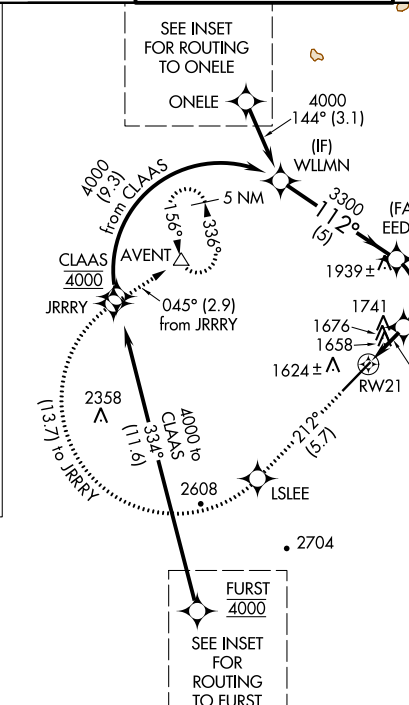 SEE INSET
FOR ROUTING
TO ONELE
ONELE
4000
144° (3.1)
(IF)
WLLMN
4000
(9.3)
from CLAAS
5 NM
156°
336°
3300
112°
(5)
(FA
EED
CLAAS
4000
AVENT
1939 ±
JRRRY
045° (2.9)
from JRRRY
1741
1676
1658
1624 ±
RW21
2358
4000 to
CLAAS
334°
(11.6)
212°
(5.7)
(13.7) to JRRRY
2608
LSLEE
2704
FURST
4000
SEE INSET
FOR
ROUTING
TO FURST